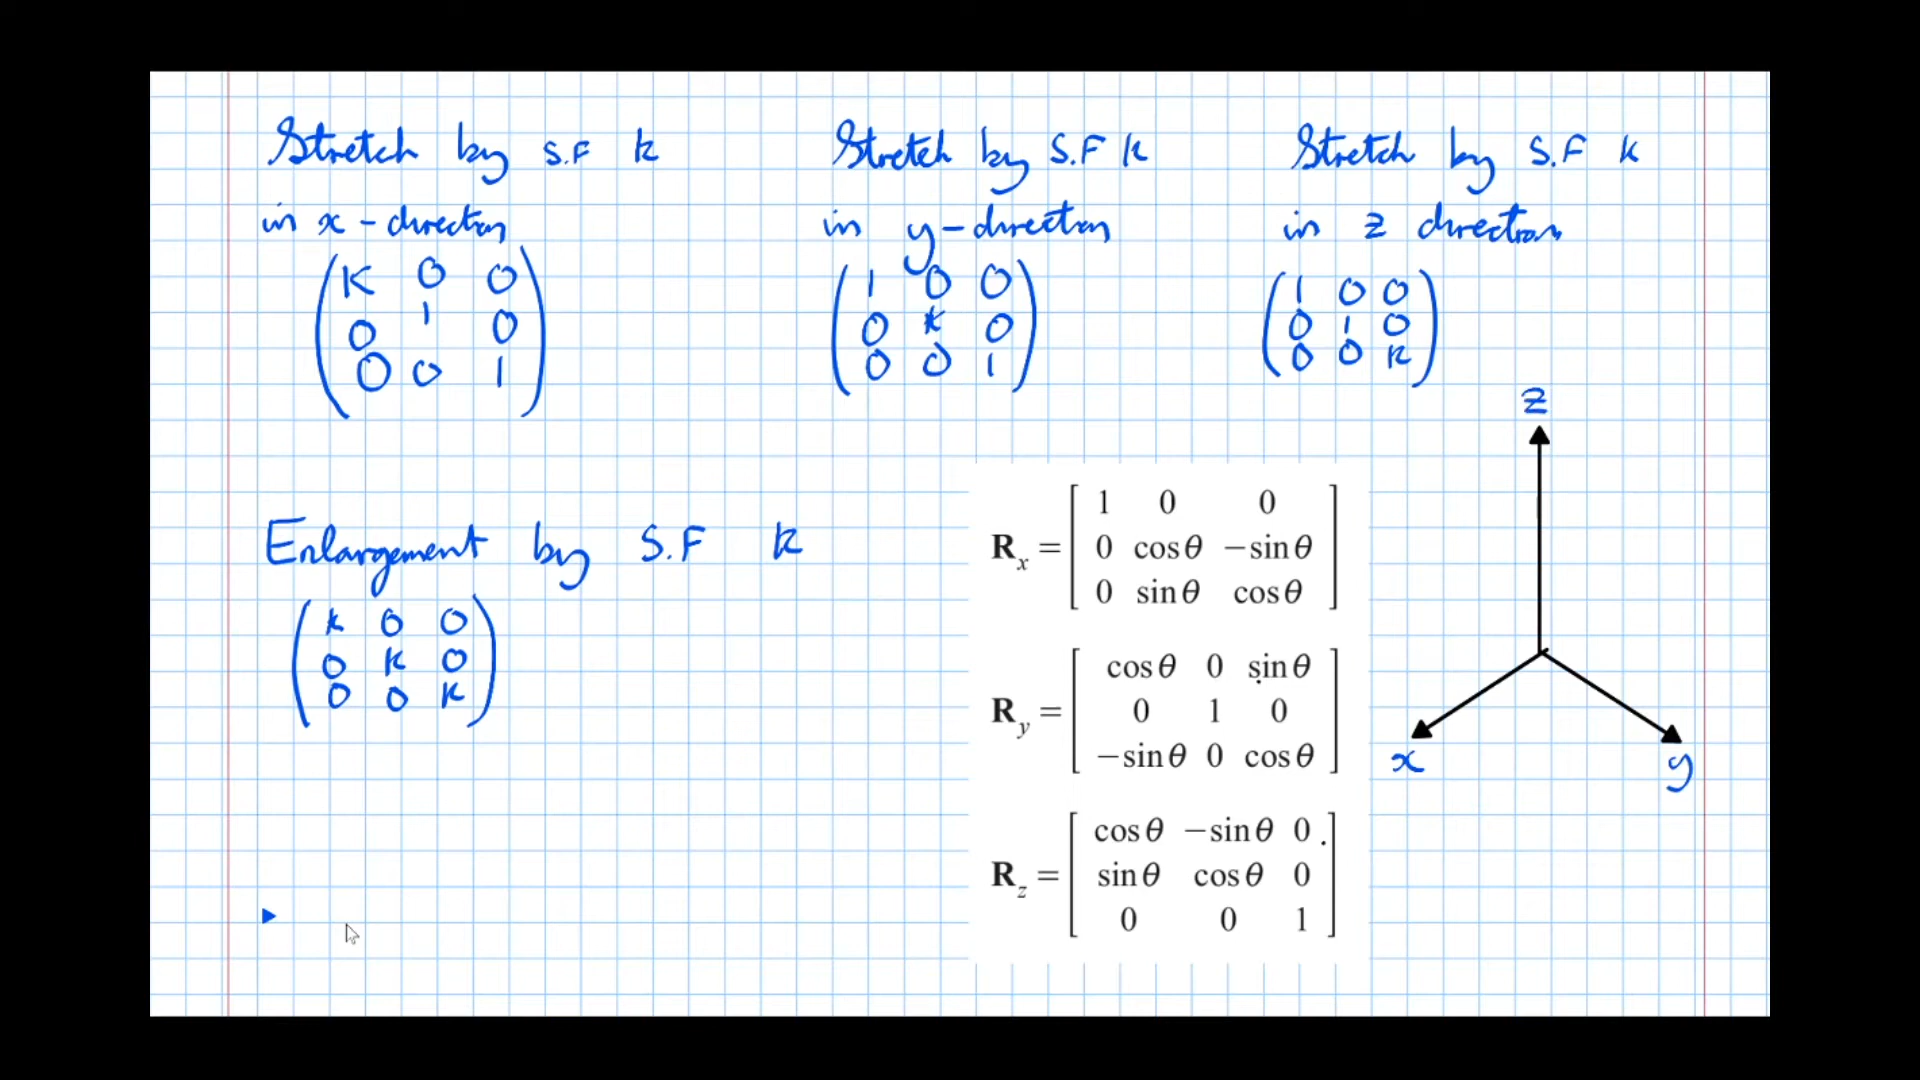 Stretch by S.F k
in x-direction
(K 0 0
0 1 0
0 0 1)
Stretch by S.F k
in y-direction
(1 0 0
0 k 0
0 0 1)
Stretch by S.F k
in z direction
(1 0 0
0 1 0
0 0 k)
Enlargement by S.F k
(k 0 0
0 k 0
0 0 k)
R_x = [1 0 0
0 cosθ −sinθ
0 sinθ cosθ]
R_y = [cosθ 0 sinθ
0 1 0
−sinθ 0 cosθ]
R_z = [cosθ −sinθ 0
sinθ cosθ 0
0 0 1]
z
x
y